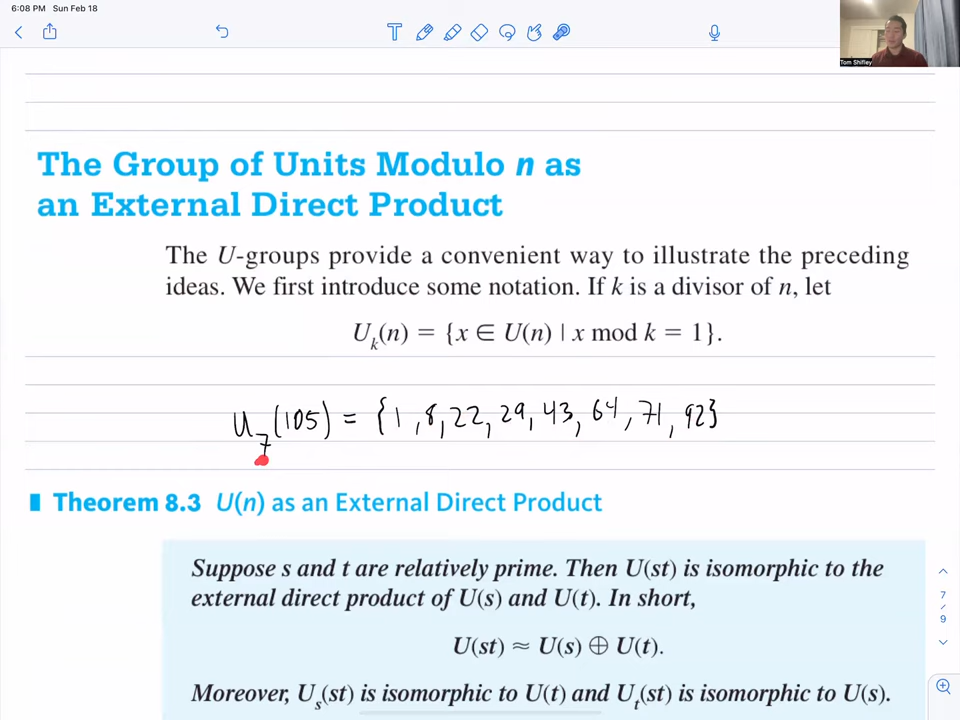 6:08 PM Sun Feb 18
Tom Shifley
The Group of Units Modulo n as
an External Direct Product
The U-groups provide a convenient way to illustrate the preceding
ideas. We first introduce some notation. If k is a divisor of n, let
Uₖ(n) = {x ∈ U(n) | x mod k = 1}.
U₇(105) = {1, 8, 22, 29, 43, 64, 71, 92}
Theorem 8.3 U(n) as an External Direct Product
Suppose s and t are relatively prime. Then U(st) is isomorphic to the
external direct product of U(s) and U(t). In short,
U(st) ≈ U(s) ⊕ U(t).
Moreover, Uₛ(st) is isomorphic to U(t) and Uₜ(st) is isomorphic to U(s).
7
/
9